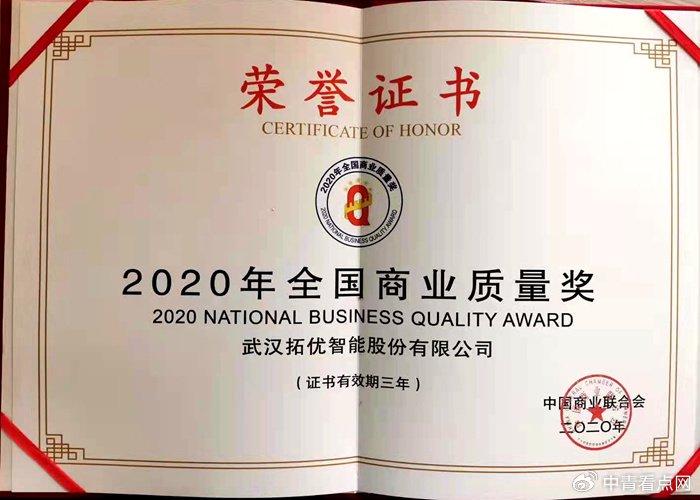 荣誉证书
CERTIFICATE OF HONOR
2020年全国商业质量奖
2020 NATIONAL BUSINESS QUALITY AWARD
2020年全国商业质量奖
2020 NATIONAL BUSINESS QUALITY AWARD
武汉拓优智能股份有限公司
(证书有效期三年)
中国商业联合会
二〇二〇年
中青看点网